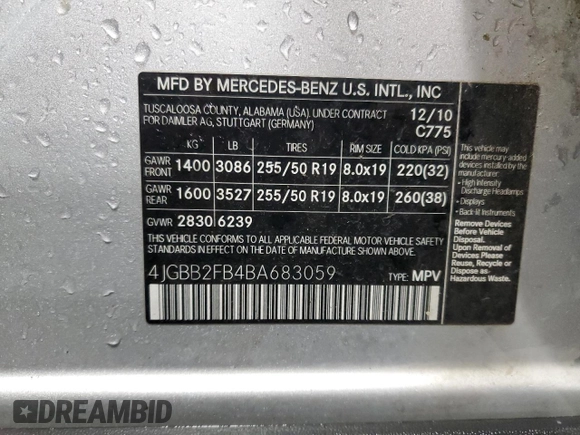 MFD BY MERCEDES-BENZ U.S. INTL., INC
TUSCALOOSA COUNTY, ALABAMA (USA). UNDER CONTRACT
FOR DAIMLER AG, STUTTGART (GERMANY)
12/10
C775
KG LB TIRES RIM SIZE COLD KPA (PSI)
GAWR FRONT 1400 3086 255/50 R19 8.0x19 220(32)
GAWR REAR 1600 3527 255/50 R19 8.0x19 260(38)
GVWR 2830 6239
THIS VEHICLE CONFORMS TO ALL APPLICABLE FEDERAL MOTOR VEHICLE SAFETY
STANDARDS IN EFFECT ON THE DATE OF MANUFACTURE SHOWN ABOVE.
4JGBB2FB4BA683059
TYPE: MPV
This vehicle may
include mercury-added
devices installed by
the manufacturer:
• High Intensity
Discharge Headlamps
• Displays
• Back-lit Instruments
Remove Devices
Before Vehicle
Disposal.
Upon Removal of
Devices Please
Reuse, Recycle or
Dispose as
Hazardous Waste.
DREAMBID